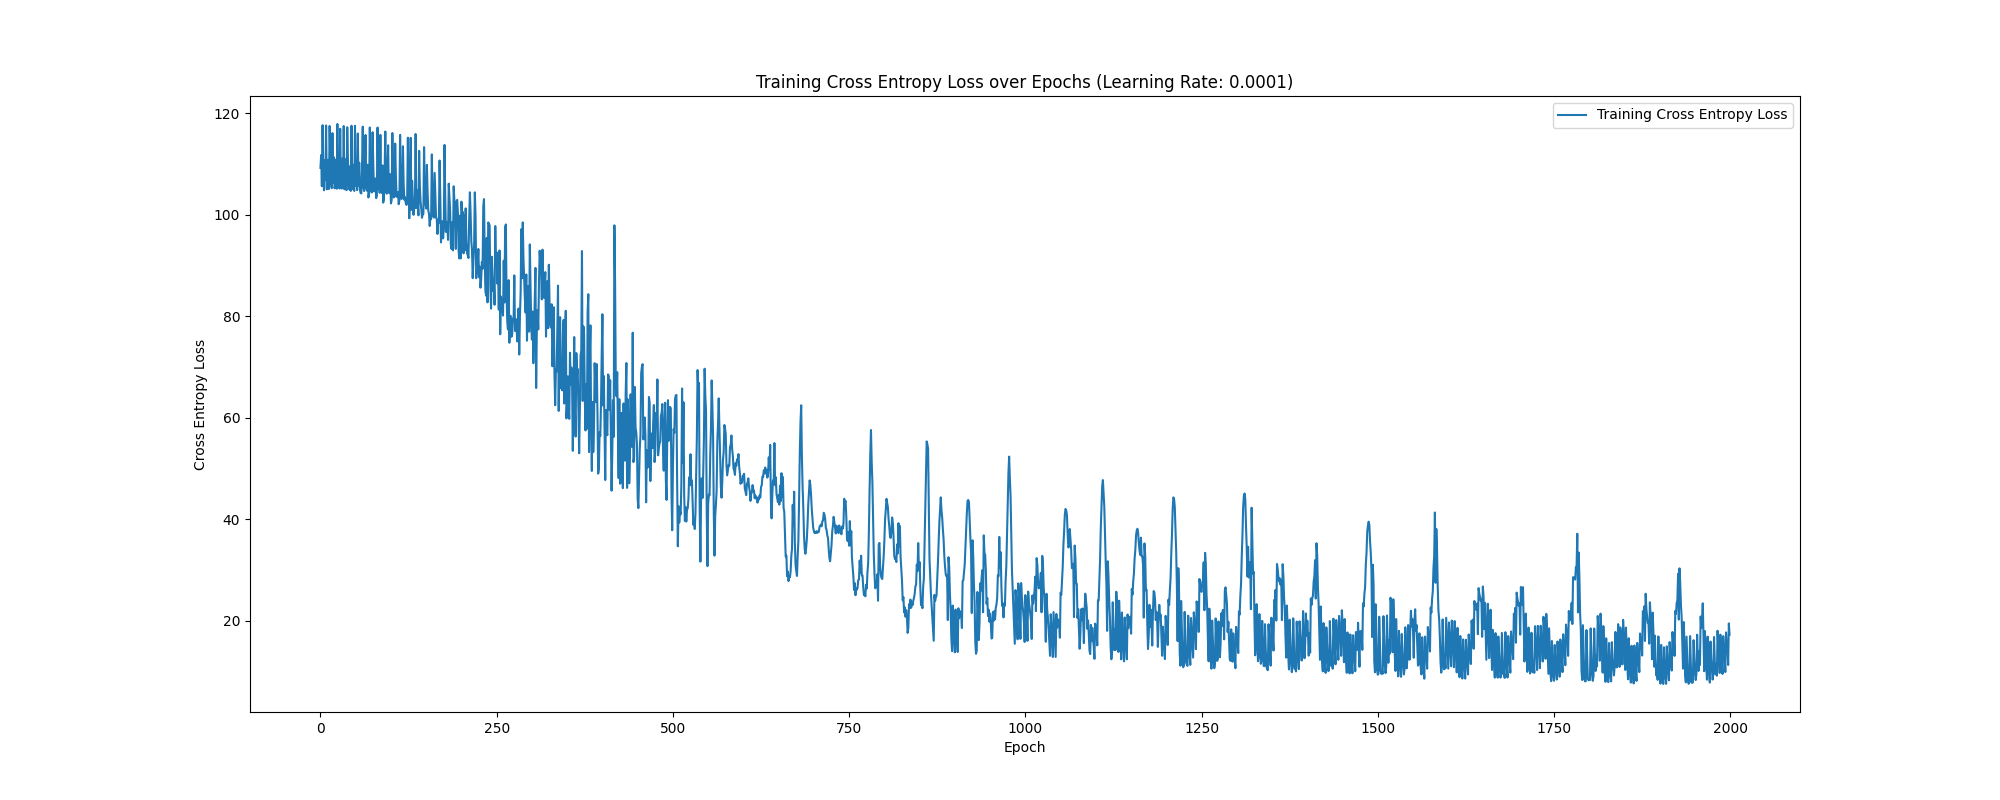 Training Cross Entropy Loss over Epochs (Learning Rate: 0.0001)
Training Cross Entropy Loss
120
100
80
60
40
20
Cross Entropy Loss
0 250 500 750 1000 1250 1500 1750 2000
Epoch